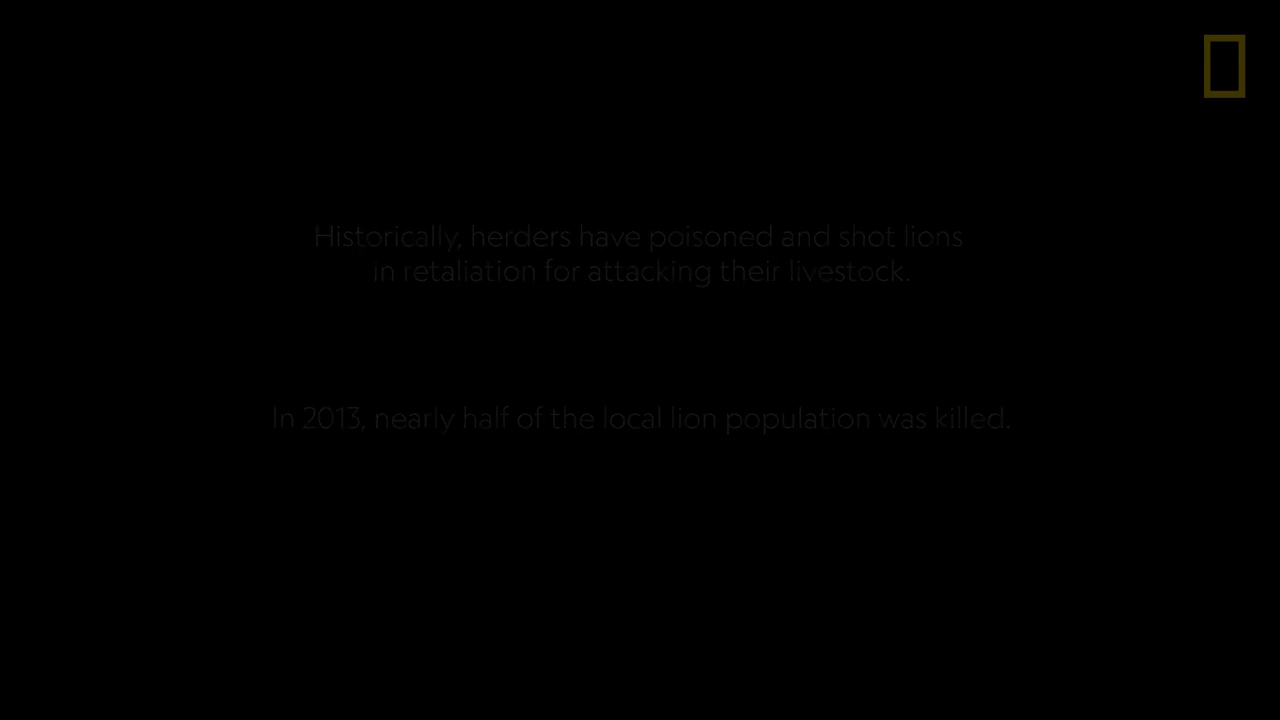 Historically, herders have poisoned and shot lions
in retaliation for attacking their livestock.
In 2013, nearly half of the local lion population was killed.